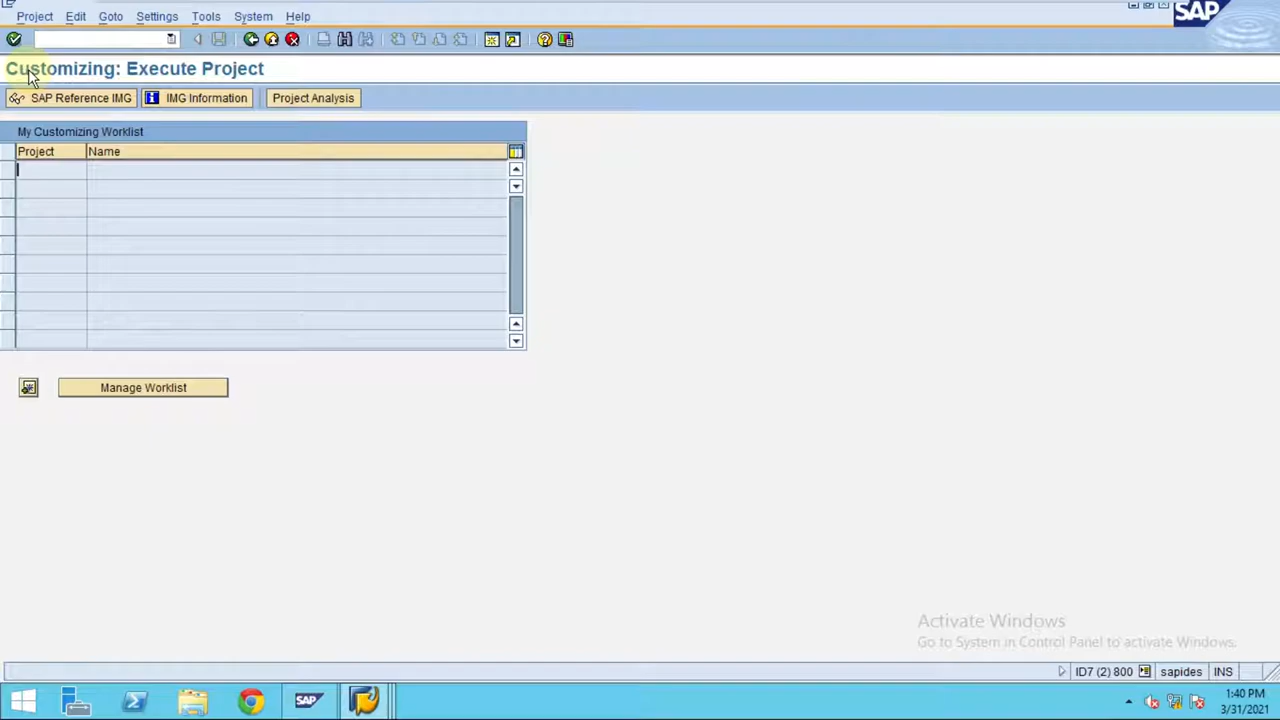 Project Edit Goto Settings Tools System Help
SAP
Customizing: Execute Project
SAP Reference IMG IMG Information Project Analysis
My Customizing Worklist
Project Name
Manage Worklist
Activate Windows
Go to System in Control Panel to activate Windows.
ID7 (2) 800 sapides INS
SAP
1:40 PM
3/31/2021